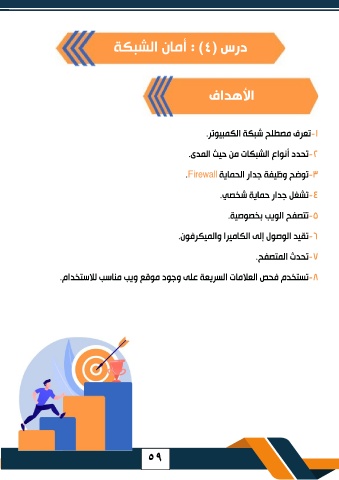 درس (٤) : أمان الشبكة
الأهداف
١-تعرف مصطلح شبكة الكمبيوتر.
٢-تحدد أنواع الشبكات من حيث المدى.
٣-توضح وظيفة جدار الحماية Firewall.
٤-تشغل جدار حماية شخصي.
٥-تتصفح الويب بخصوصية.
٦-تقيد الوصول إلى الكاميرا والميكرفون.
٧-تحدث المتصفح.
٨-تستخدم فحص العلامات السريعة على وجود موقع ويب مناسب للاستخدام.
٥٩